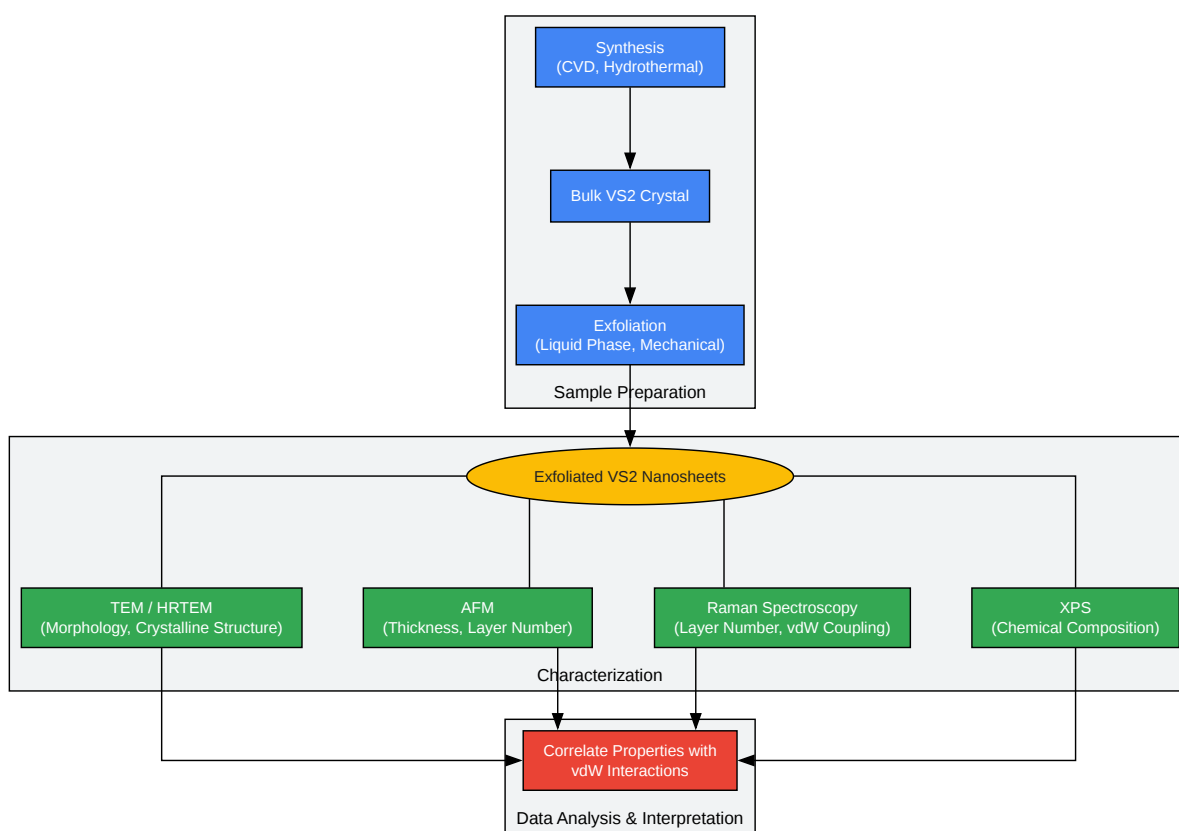 Synthesis
(CVD, Hydrothermal)
Bulk VS2 Crystal
Exfoliation
(Liquid Phase, Mechanical)
Sample Preparation
Exfoliated VS2 Nanosheets
TEM / HRTEM
(Morphology, Crystalline Structure)
AFM
(Thickness, Layer Number)
Raman Spectroscopy
(Layer Number, vdW Coupling)
XPS
(Chemical Composition)
Characterization
Correlate Properties with
vdW Interactions
Data Analysis & Interpretation